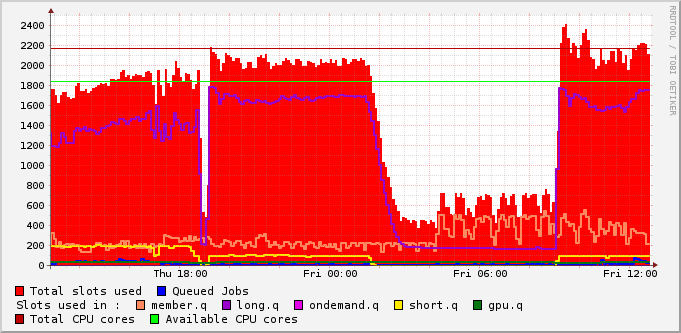 2400
2200
2000
1800
1600
1400
1200
1000
800
600
400
200
0
Thu 18:00 Fri 00:00 Fri 06:00 Fri 12:00
RRDTOOL / TOBI OETIKER
Total slots used Queued Jobs
Slots used in : member.q long.q ondemand.q short.q gpu.q
Total CPU cores Available CPU cores